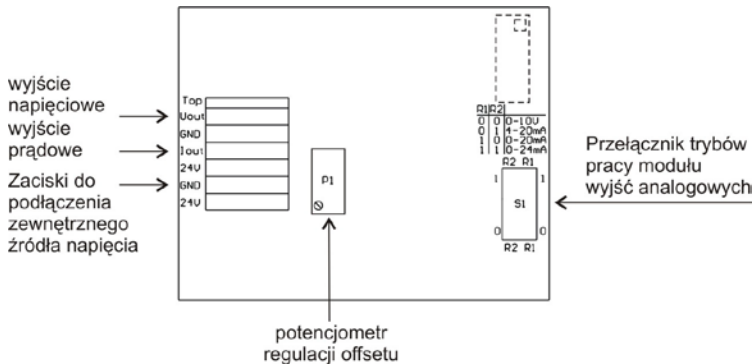 wyjście
napięciowe
wyjście
prądowe
Zaciski do
podłączenia
zewnętrznego
źródła napięcia
Top
Uout
GND
Iout
24V
GND
24V
P1
R1 R2
0 0 0-10V
0 1 4-20mA
1 0 0-20mA
1 1 0-24mA
R2 R1
1 1
S1
0 0
R2 R1
Przełącznik trybów
pracy modułu
wyjść analogowych
potencjometr
regulacji offsetu